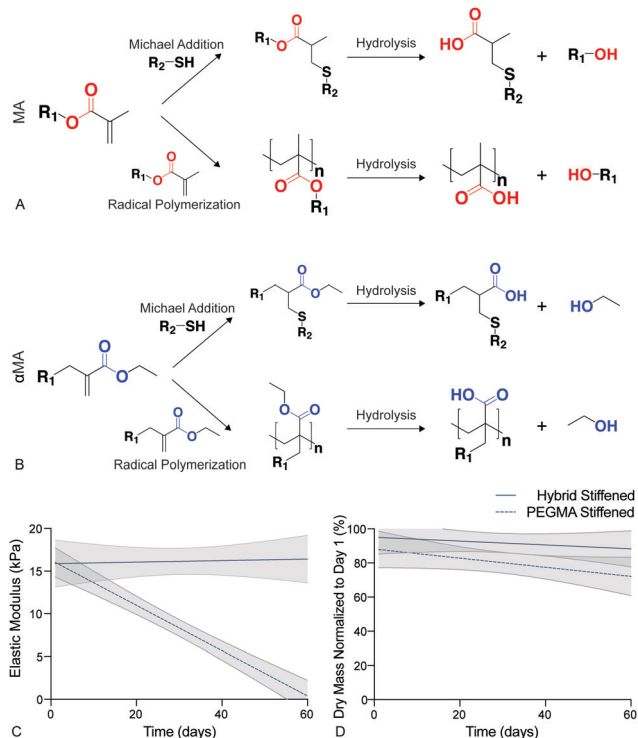 MA
Michael Addition
R₂–SH
R₁
O
O
R₁
O
O
S
R₂
Hydrolysis
HO
O
S
R₂
+
R₁–OH
R₁
O
O
Radical Polymerization
n
O
O
R₁
Hydrolysis
n
O
OH
+
HO–R₁
A
αMA
Michael Addition
R₂–SH
R₁
O
O
R₁
O
O
S
R₂
Hydrolysis
R₁
O
OH
S
R₂
+
HO
R₁
O
O
Radical Polymerization
O
O
n
R₁
Hydrolysis
HO
O
n
R₁
+
OH
B
Hybrid Stiffened
PEGMA Stiffened
Elastic Modulus (kPa)
20
15
10
5
0
0
20
40
60
Time (days)
C
Dry Mass Normalized to Day 1 (%)
100
80
60
40
20
0
0
20
40
60
Time (days)
D